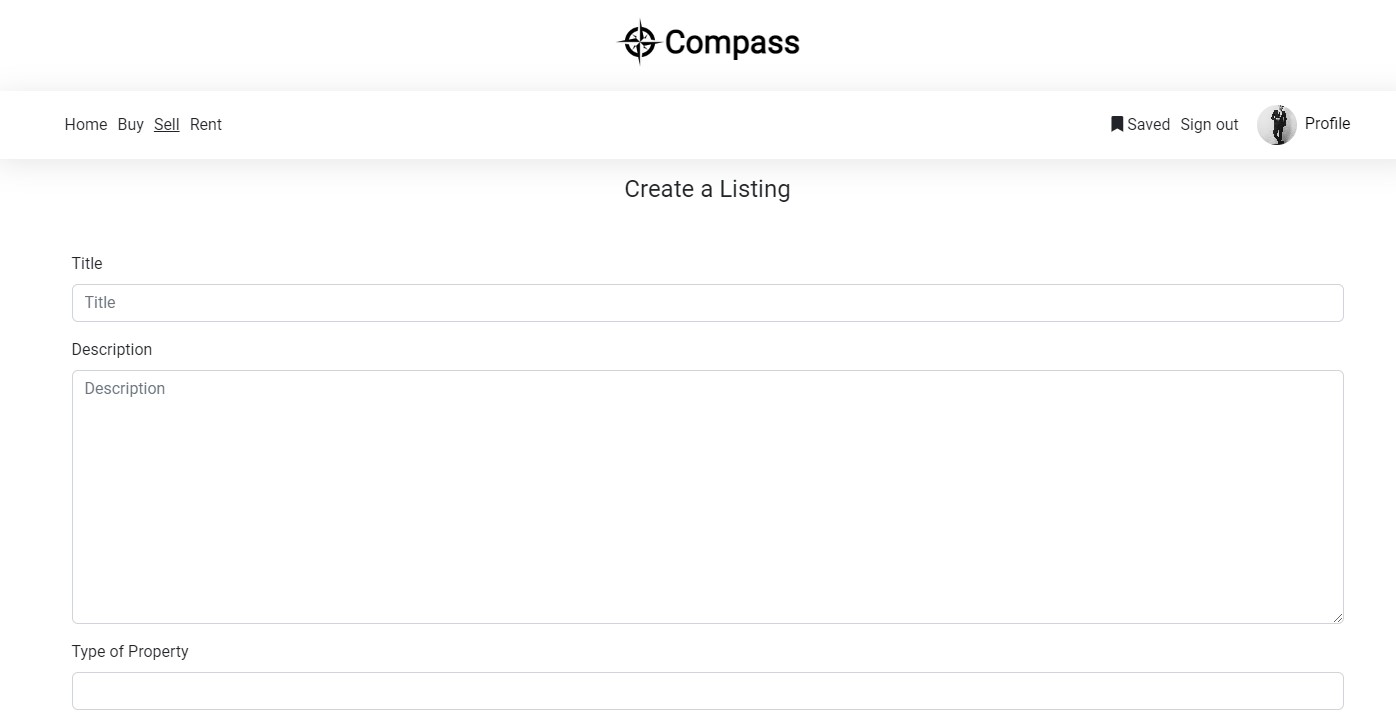 Compass
Home Buy Sell Rent Saved Sign out Profile
Create a Listing
Title
Title
Description
Description
Type of Property